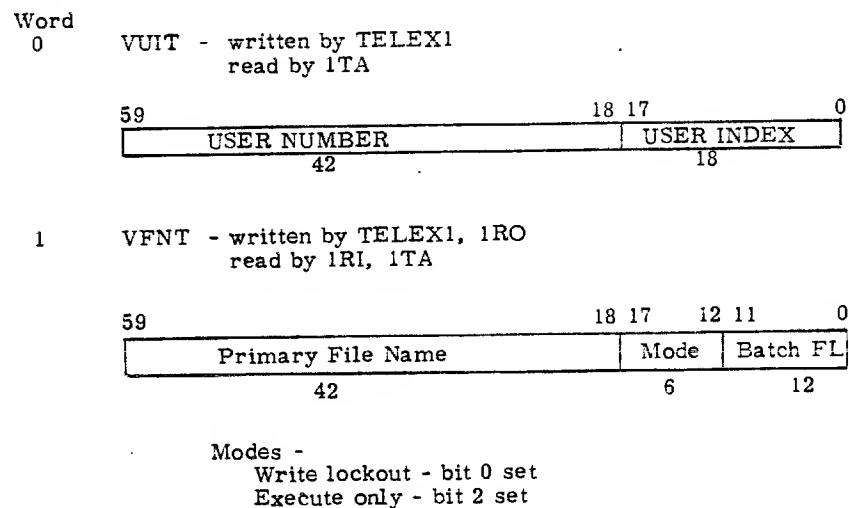 Word
0 VUIT - written by TELEX1
read by 1TA
59 18 17 0
USER NUMBER USER INDEX
42 18
1 VFNT - written by TELEX1, 1RO
read by 1RI, 1TA
59 18 17 12 11 0
Primary File Name Mode Batch FL
42 6 12
Modes -
Write lockout - bit 0 set
Execute only - bit 2 set